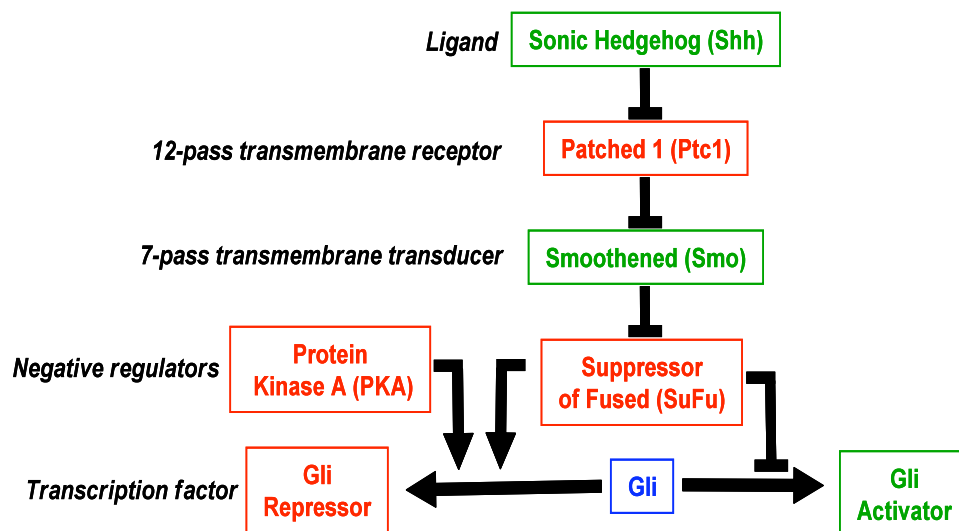 Ligand
Sonic Hedgehog (Shh)
12-pass transmembrane receptor
Patched 1 (Ptc1)
7-pass transmembrane transducer
Smoothened (Smo)
Negative regulators
Protein
Kinase A (PKA)
Suppressor
of Fused (SuFu)
Transcription factor
Gli
Repressor
Gli
Gli
Activator